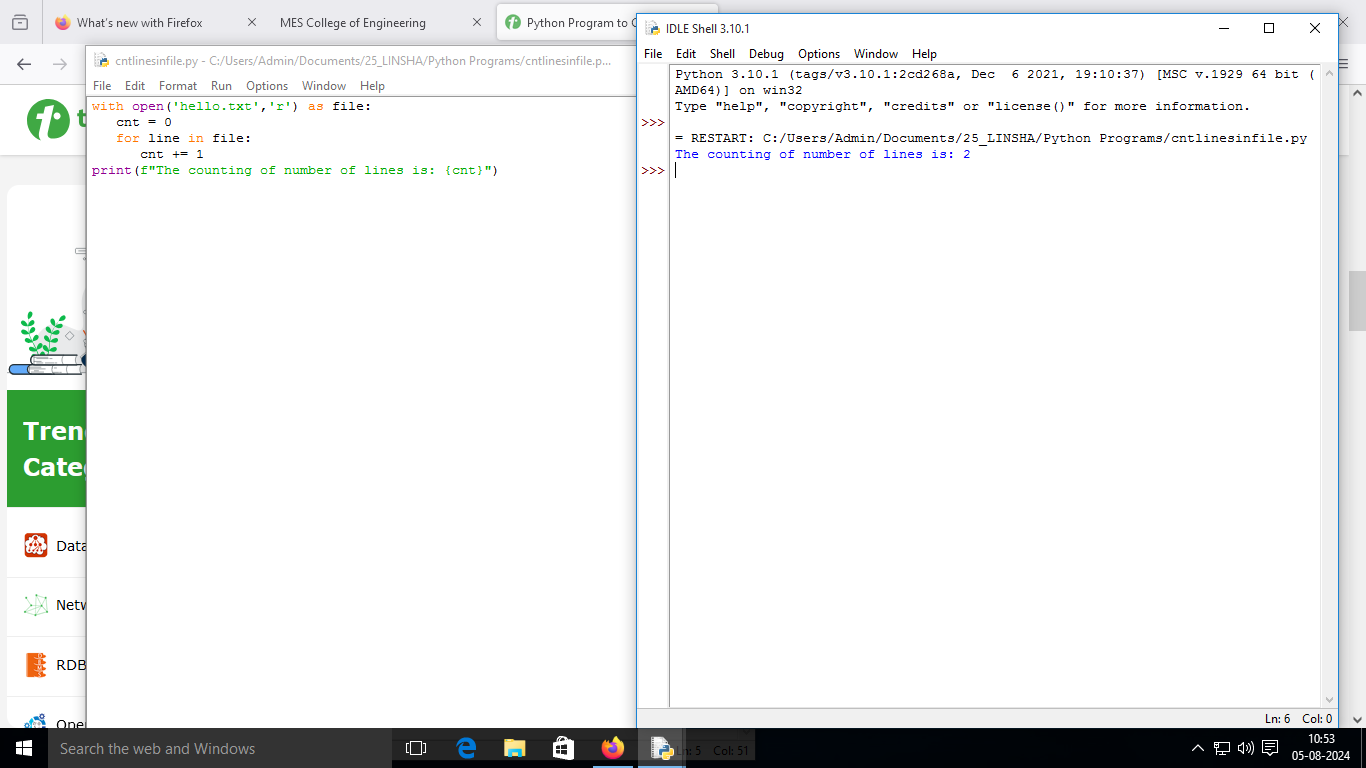 What's new with Firefox
MES College of Engineering
Python Program to C
IDLE Shell 3.10.1
cntlinesinfile.py - C:/Users/Admin/Documents/25_LINSHA/Python Programs/cntlinesinfile.p...
File Edit Format Run Options Window Help
with open('hello.txt','r') as file:
   cnt = 0
   for line in file:
      cnt += 1
print(f"The counting of number of lines is: {cnt}")
File Edit Shell Debug Options Window Help
Python 3.10.1 (tags/v3.10.1:2cd268a, Dec  6 2021, 19:10:37) [MSC v.1929 64 bit (
AMD64)] on win32
Type "help", "copyright", "credits" or "license()" for more information.
>>>
= RESTART: C:/Users/Admin/Documents/25_LINSHA/Python Programs/cntlinesinfile.py
The counting of number of lines is: 2
>>>
Ln: 6 Col: 0
t
Tren
Cate
Data
Netw
RDB
Ope
Ln: 5 Col: 51
Search the web and Windows
10:53
05-08-2024